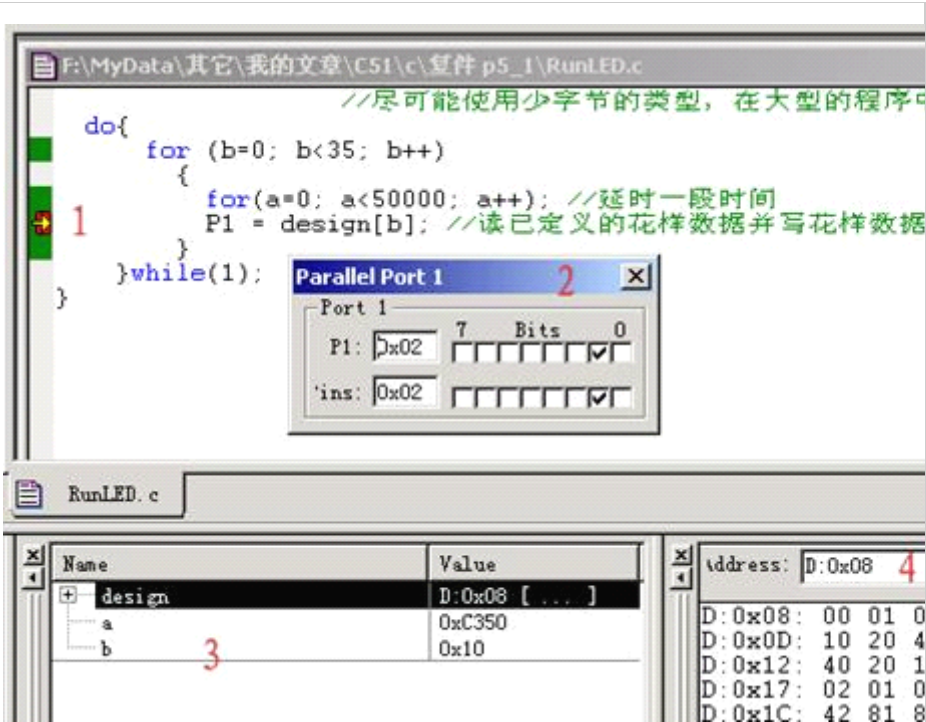 F:\MyData\其它\我的文章\C51\c\复件 p5_1\RunLED.c
//尽可能使用少字节的类型，在大型的程序中
do{
for (b=0; b<35; b++)
{
for(a=0; a<50000; a++); //延时一段时间
1 P1 = design[b]; //读已定义的花样数据并写花样数据
}
}while(1);
}
Parallel Port 1 2
Port 1
7 Bits 0
P1: 0x02
'ins: 0x02
RunLED.c
Name Value
design D:0x08 [ ... ]
a 0xC350
b 0x10
3
Address: D:0x08 4
D:0x08: 00 01 0
D:0x0D: 10 20 4
D:0x12: 40 20 1
D:0x17: 02 01 0
D:0x1C: 42 81 8